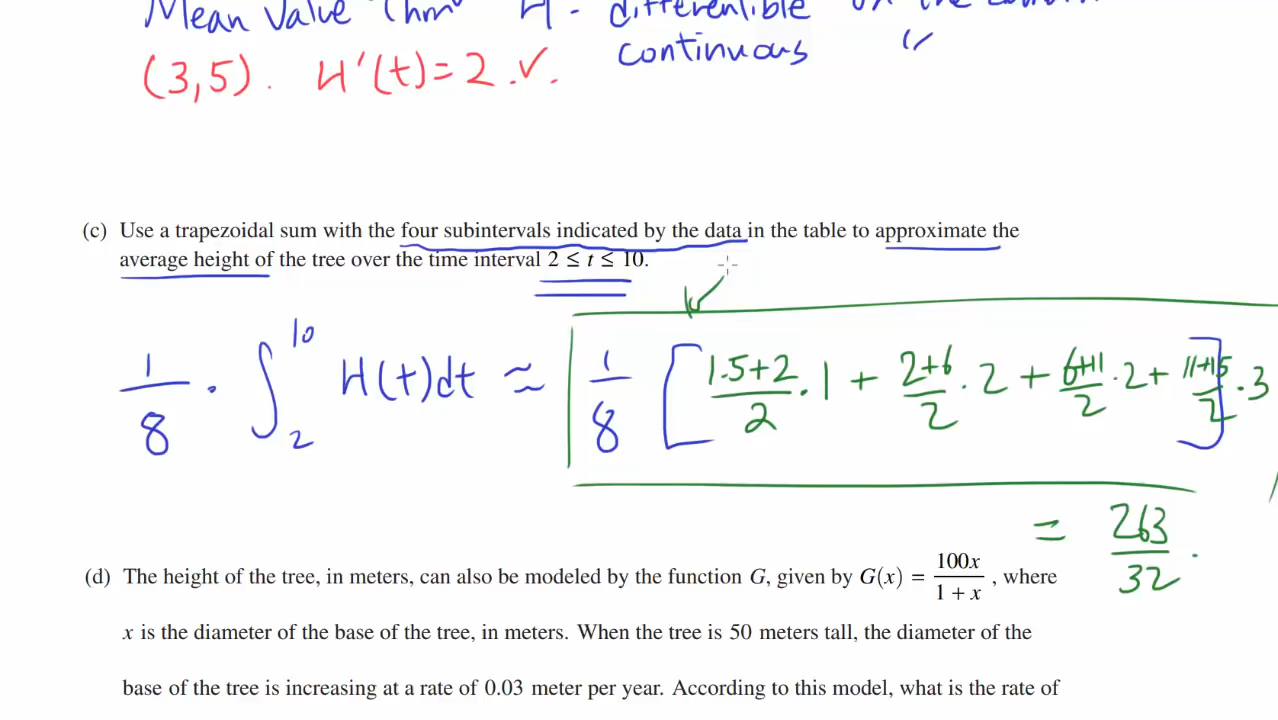 Mean Value Thm H - differentible on the
continuous
(3,5). H'(t) = 2 .✓.
(c) Use a trapezoidal sum with the four subintervals indicated by the data in the table to approximate the
average height of the tree over the time interval 2 ≤ t ≤ 10.
1/8 · ∫_2^10 H(t)dt ≈ 1/8 [ (1.5+2)/2 · 1 + (2+6)/2 · 2 + (6+11)/2 · 2 + (11+15)/2 ] · 3
= 263/32 .
(d) The height of the tree, in meters, can also be modeled by the function G, given by G(x) = 100x/(1 + x), where
x is the diameter of the base of the tree, in meters. When the tree is 50 meters tall, the diameter of the
base of the tree is increasing at a rate of 0.03 meter per year. According to this model, what is the rate of